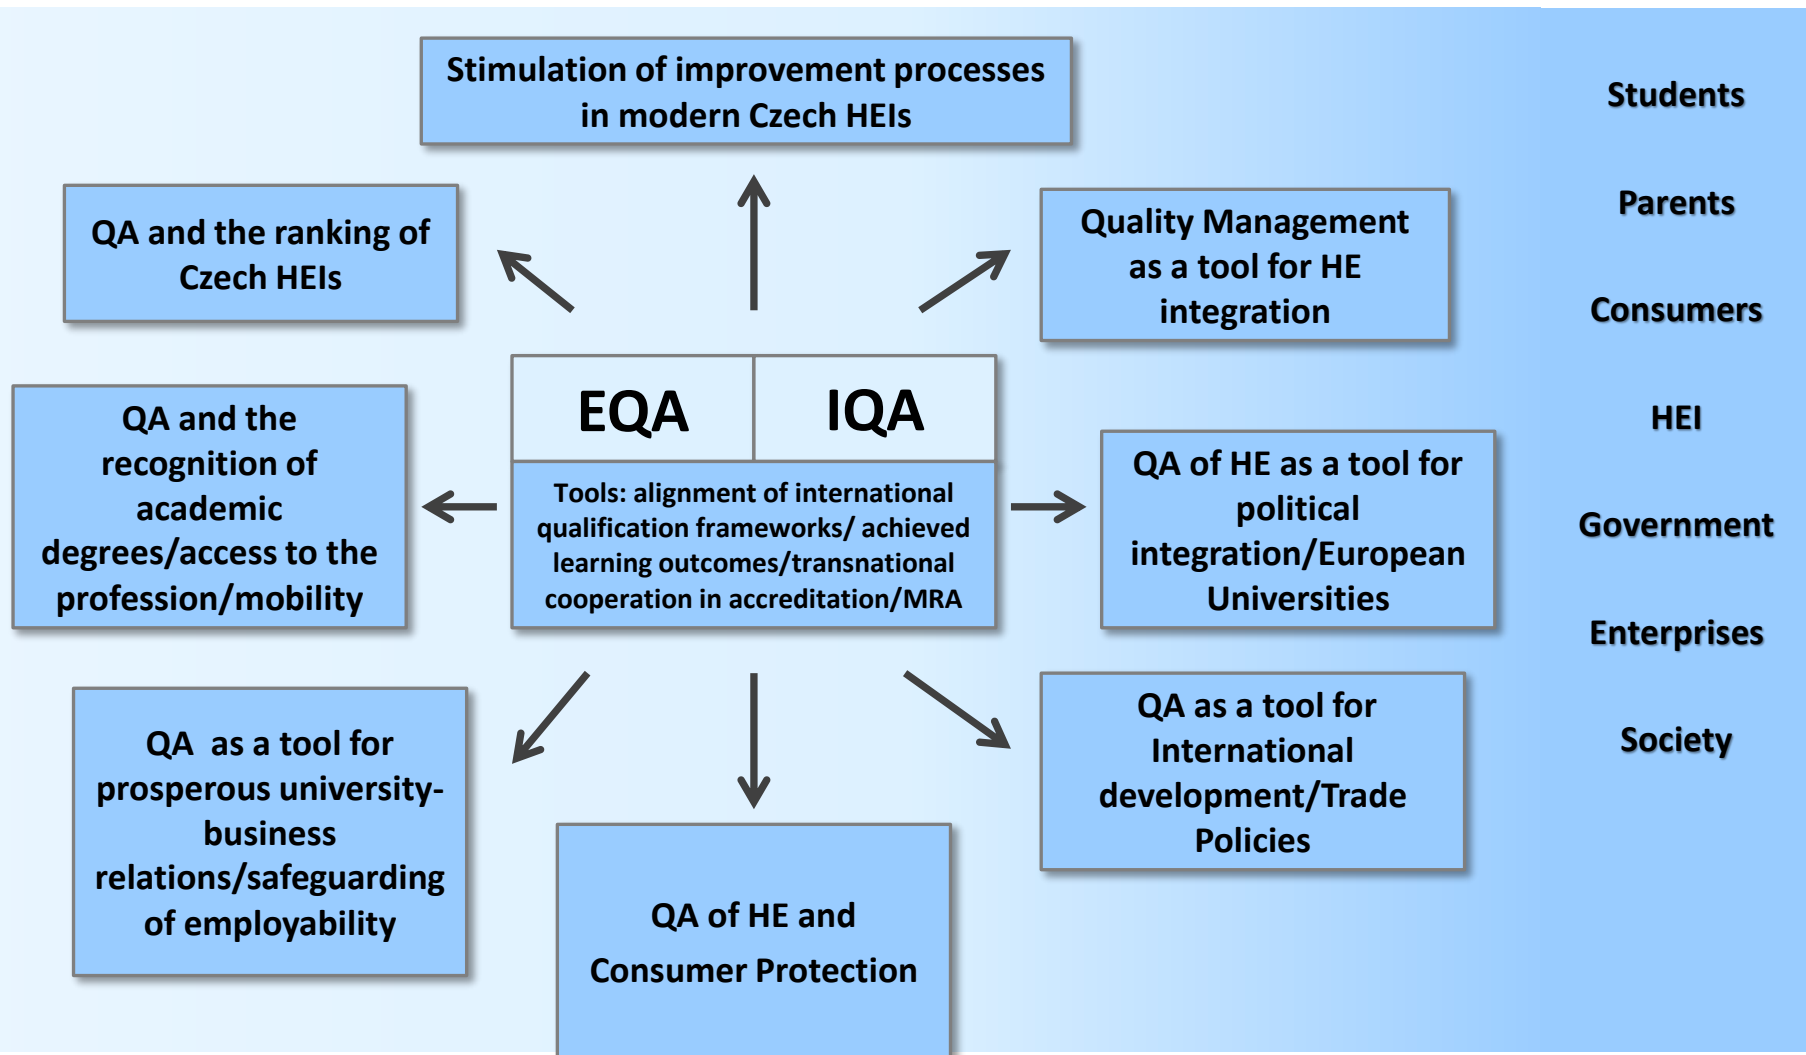 Stimulation of improvement processes
in modern Czech HEIs
QA and the ranking of
Czech HEIs
Quality Management
as a tool for HE
integration
EQA
IQA
Tools: alignment of international
qualification frameworks/ achieved
learning outcomes/transnational
cooperation in accreditation/MRA
QA and the
recognition of
academic
degrees/access to the
profession/mobility
QA of HE as a tool for
political
integration/European
Universities
QA  as a tool for
prosperous university-
business
relations/safeguarding
of employability
QA of HE and
Consumer Protection
QA as a tool for
International
development/Trade
Policies
Students
Parents
Consumers
HEI
Government
Enterprises
Society